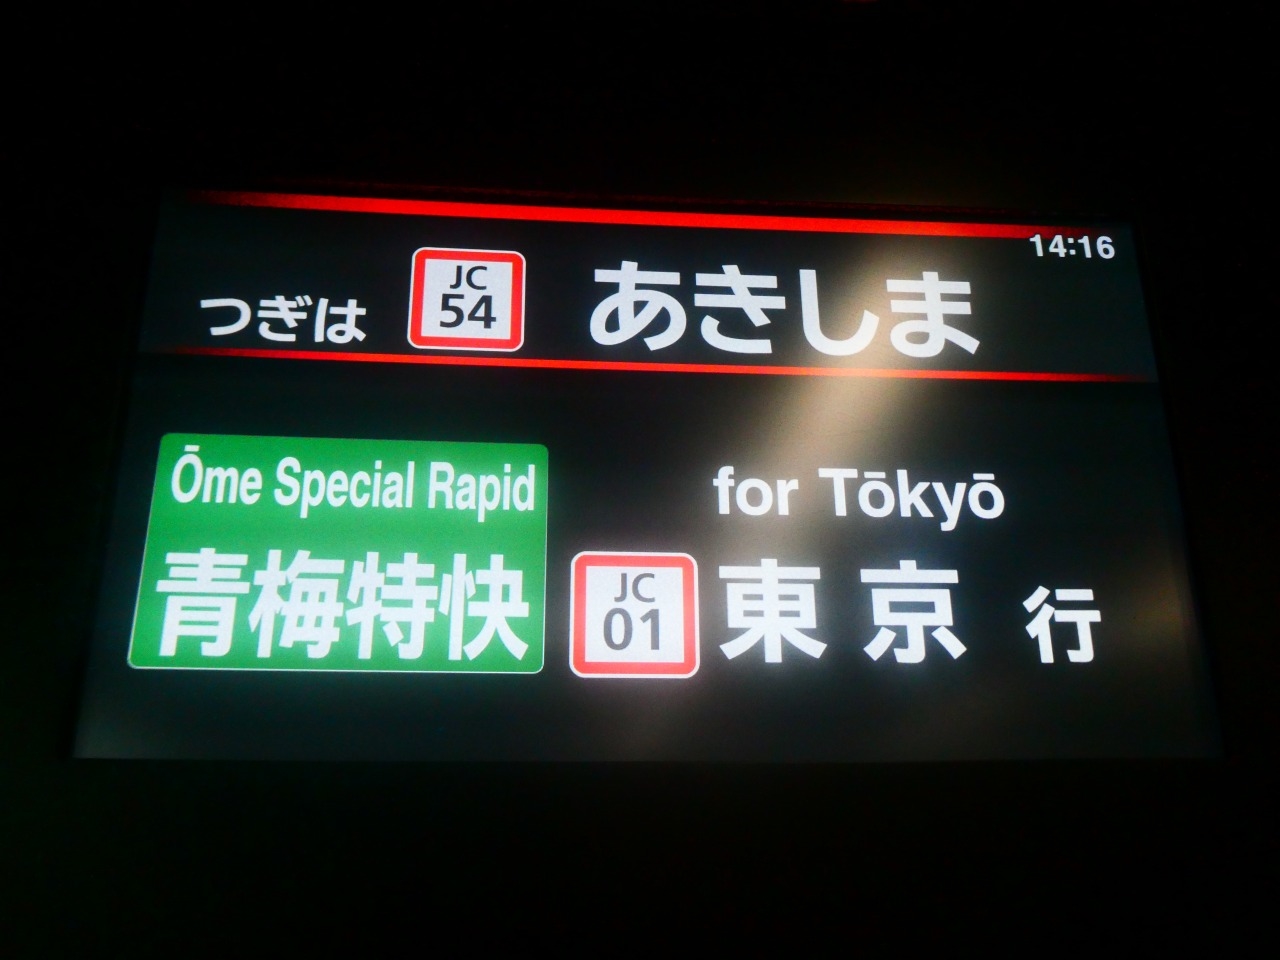 14:16
つぎは JC 54 あきしま
Ōme Special Rapid
青梅特快
for Tōkyō
JC 01 東京 行